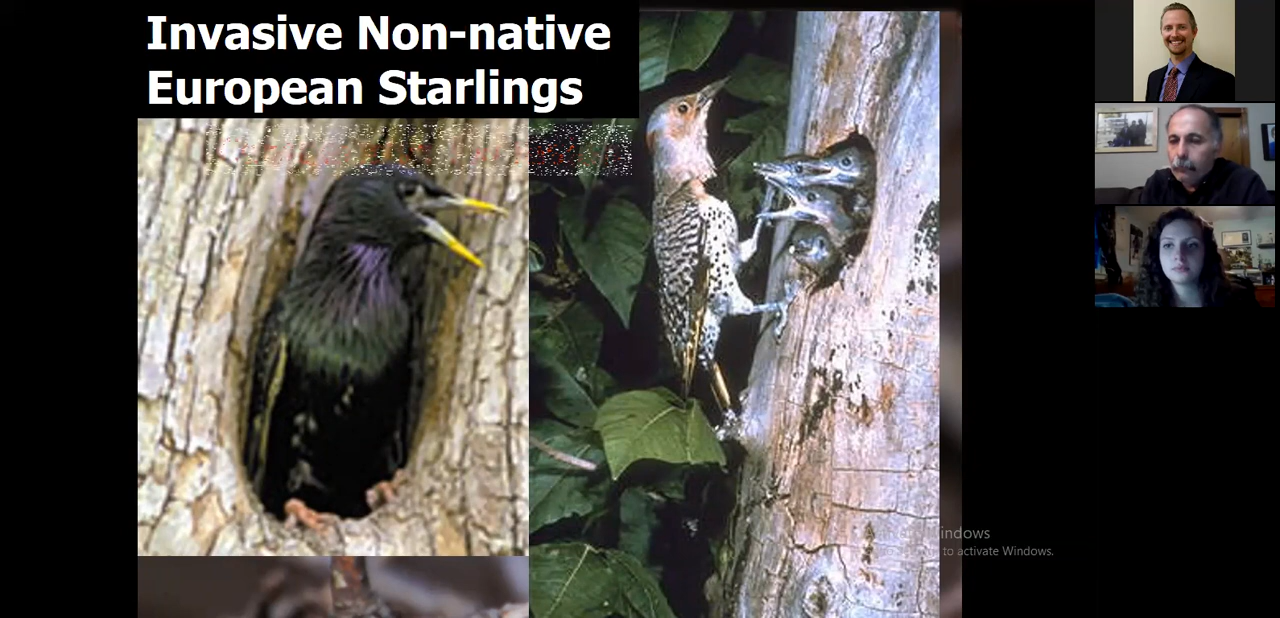 Invasive Non-native
European Starlings
indows
to activate Windows.